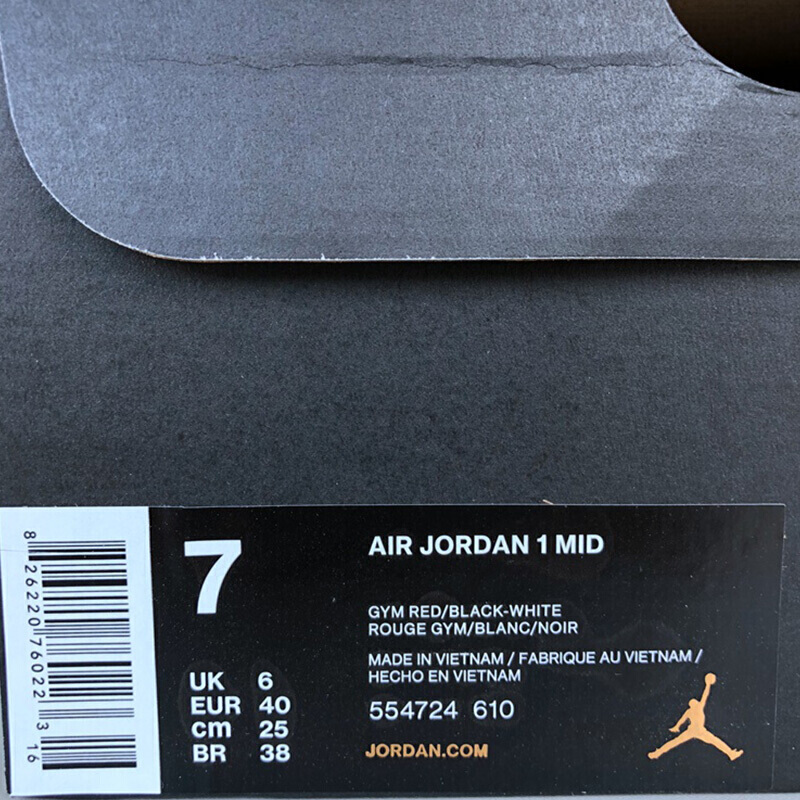 8 26220 76022 3 16
7
UK 6
EUR 40
cm 25
BR 38
AIR JORDAN 1 MID
GYM RED/BLACK-WHITE
ROUGE GYM/BLANC/NOIR
MADE IN VIETNAM / FABRIQUE AU VIETNAM /
HECHO EN VIETNAM
554724 610
JORDAN.COM